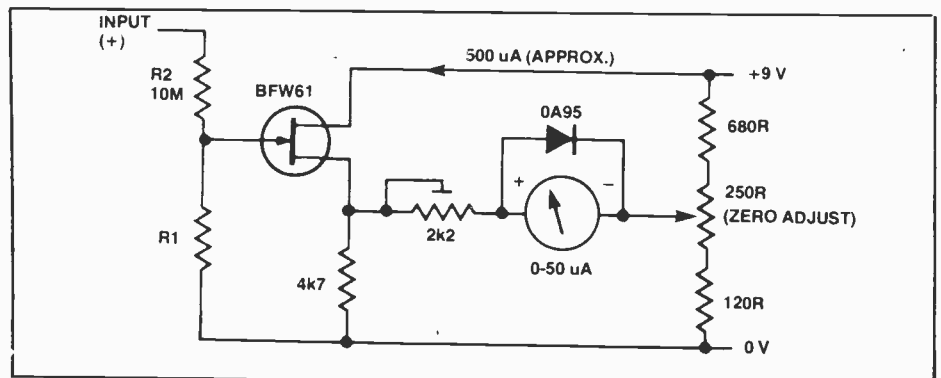 INPUT
(+)
R2
10M
BFW61
500 uA (APPROX.)
+9 V
0A95
680R
+
−
250R
(ZERO ADJUST)
R1
2k2
0-50 uA
4k7
120R
0 V